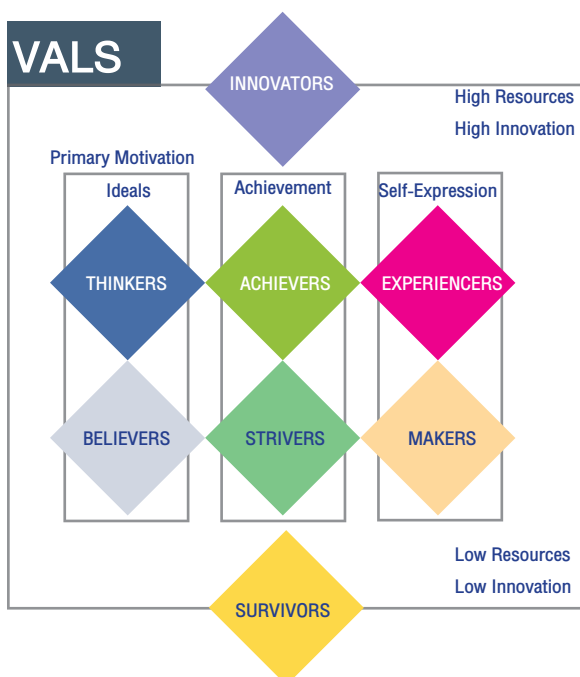 VALS
INNOVATORS
High Resources
High Innovation
Primary Motivation
Ideals
Achievement
Self-Expression
THINKERS
ACHIEVERS
EXPERIENCERS
BELIEVERS
STRIVERS
MAKERS
Low Resources
Low Innovation
SURVIVORS